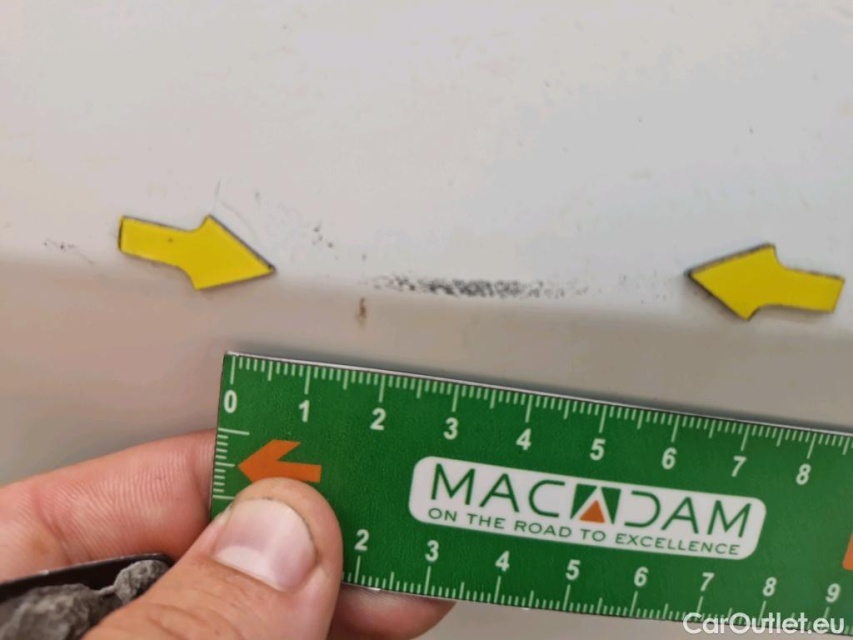 0 1 2 3 4 5 6 7 8
MACADAM
ON THE ROAD TO EXCELLENCE
2 3 4 5 6 7 8 9
CarOutlet.eu